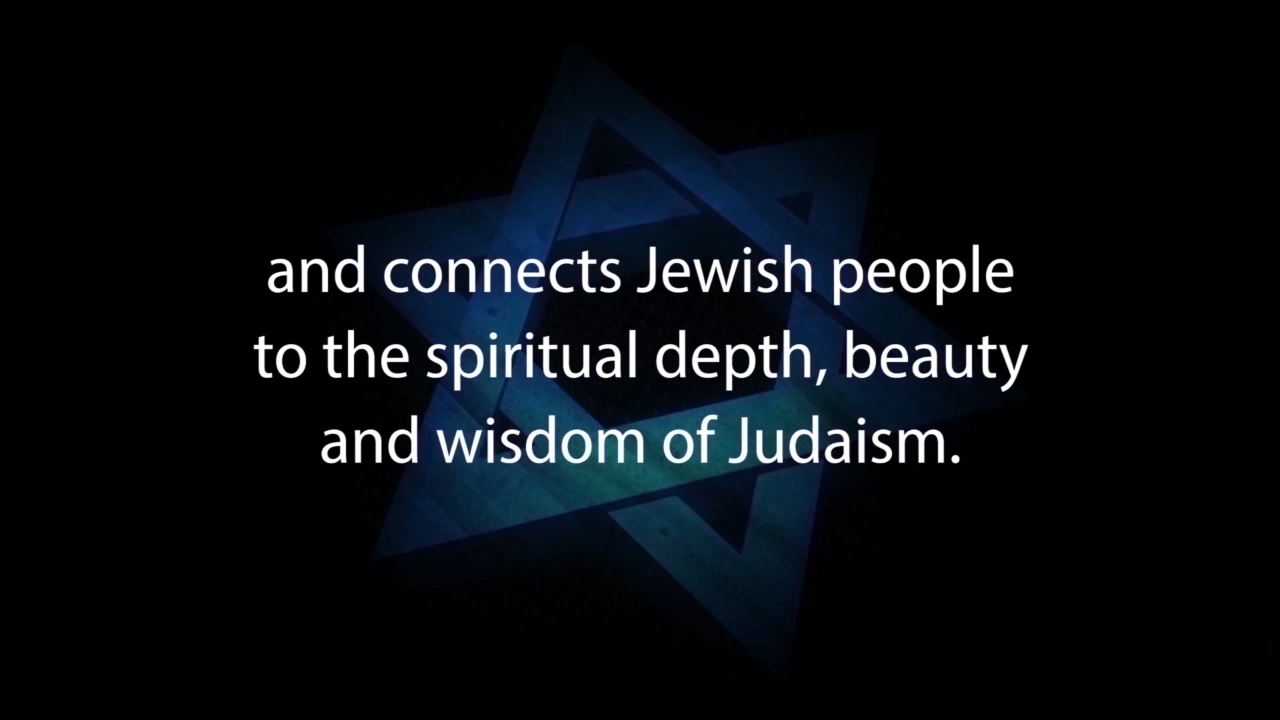 and connects Jewish people
to the spiritual depth, beauty
and wisdom of Judaism.